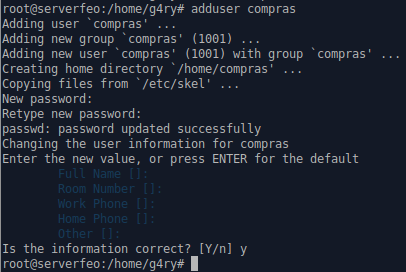 root@serverfeo:/home/g4ry# adduser compras
Adding user `compras' ...
Adding new group `compras' (1001) ...
Adding new user `compras' (1001) with group `compras' ...
Creating home directory `/home/compras' ...
Copying files from `/etc/skel' ...
New password:
Retype new password:
passwd: password updated successfully
Changing the user information for compras
Enter the new value, or press ENTER for the default
        Full Name []:
        Room Number []:
        Work Phone []:
        Home Phone []:
        Other []:
Is the information correct? [Y/n] y
root@serverfeo:/home/g4ry#